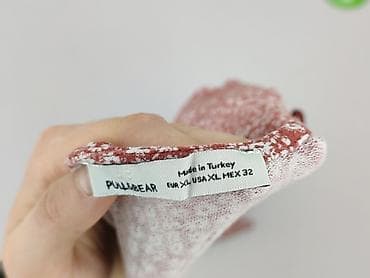 PULL&BEAR
Made in Turkey
EUR XL USA XL MEX 32